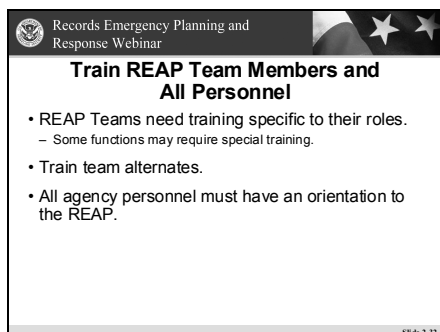 Records Emergency Planning and
Response Webinar
Train REAP Team Members and
All Personnel
• REAP Teams need training specific to their roles.
– Some functions may require special training.
• Train team alternates.
• All agency personnel must have an orientation to
the REAP.